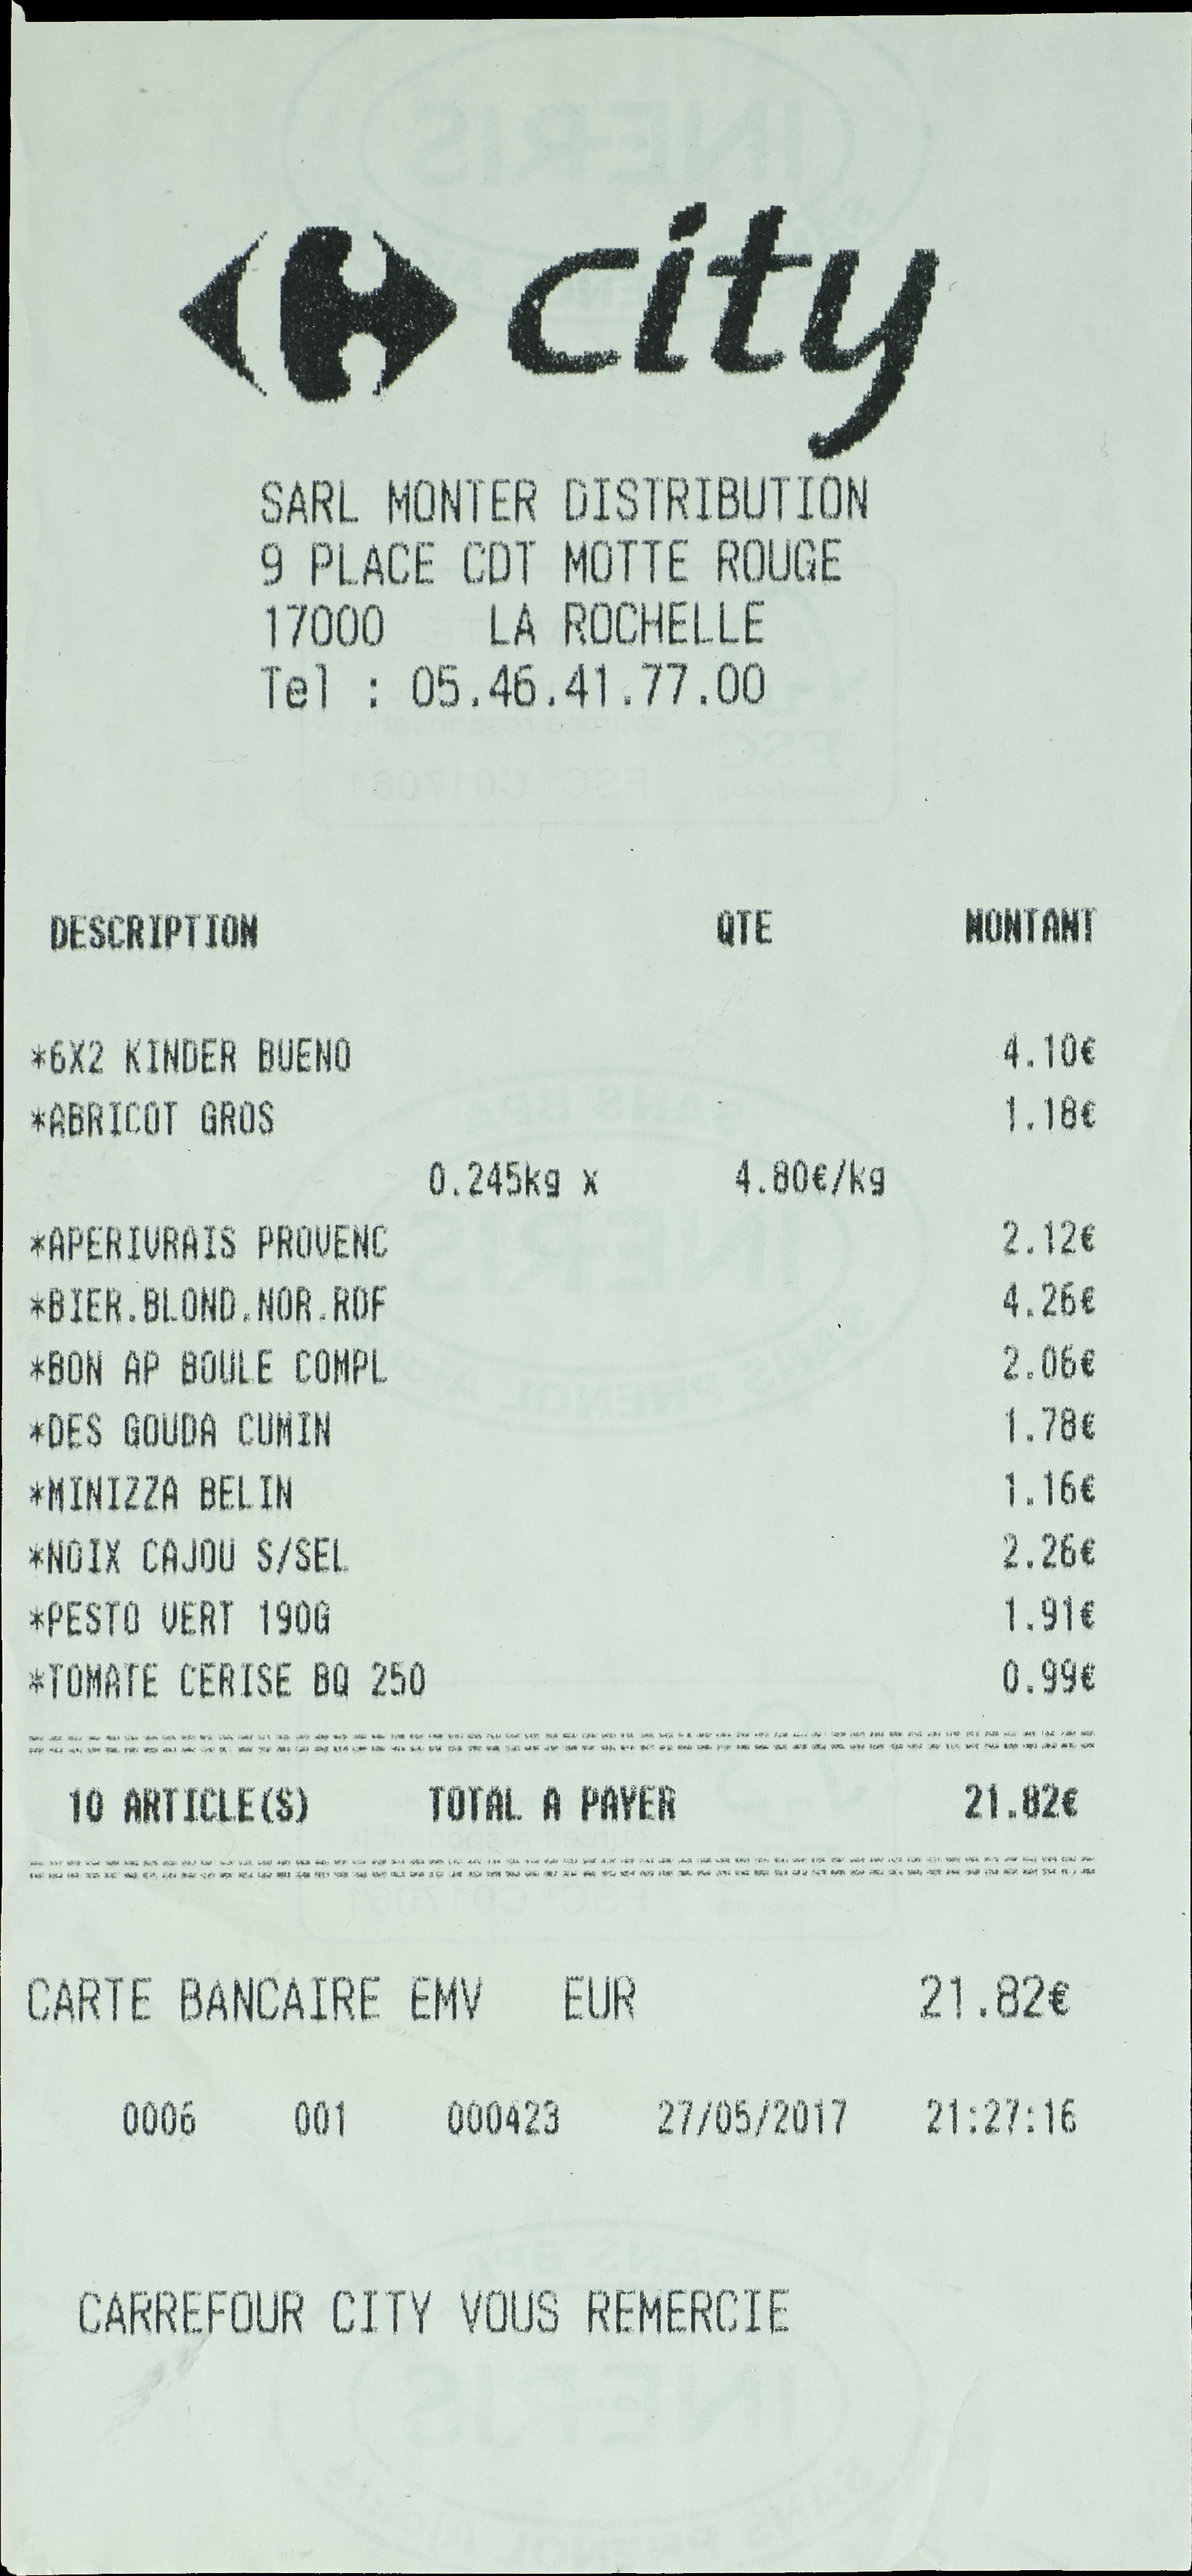 city
SARL MONTER DISTRIBUTION
9 PLACE CDT MOTTE ROUGE
17000 LA ROCHELLE
Tel : 05.46.41.77.00
DESCRIPTION QTE MONTANT
*6X2 KINDER BUENO 4.10€
*ABRICOT GROS 1.18€
0.245kg x 4.80€/kg
*APERIVRAIS PROVENC 2.12€
*BIER.BLOND.NOR.RDF 4.26€
*BON AP BOULE COMPL 2.06€
*DES GOUDA CUMIN 1.78€
*MINIZZA BELIN 1.16€
*NOIX CAJOU S/SEL 2.26€
*PESTO VERT 190G 1.91€
*TOMATE CERISE BQ 250 0.99€
10 ARTICLE(S) TOTAL A PAYER 21.82€
CARTE BANCAIRE EMV EUR 21.82€
0006 001 000423 27/05/2017 21:27:16
CARREFOUR CITY VOUS REMERCIE